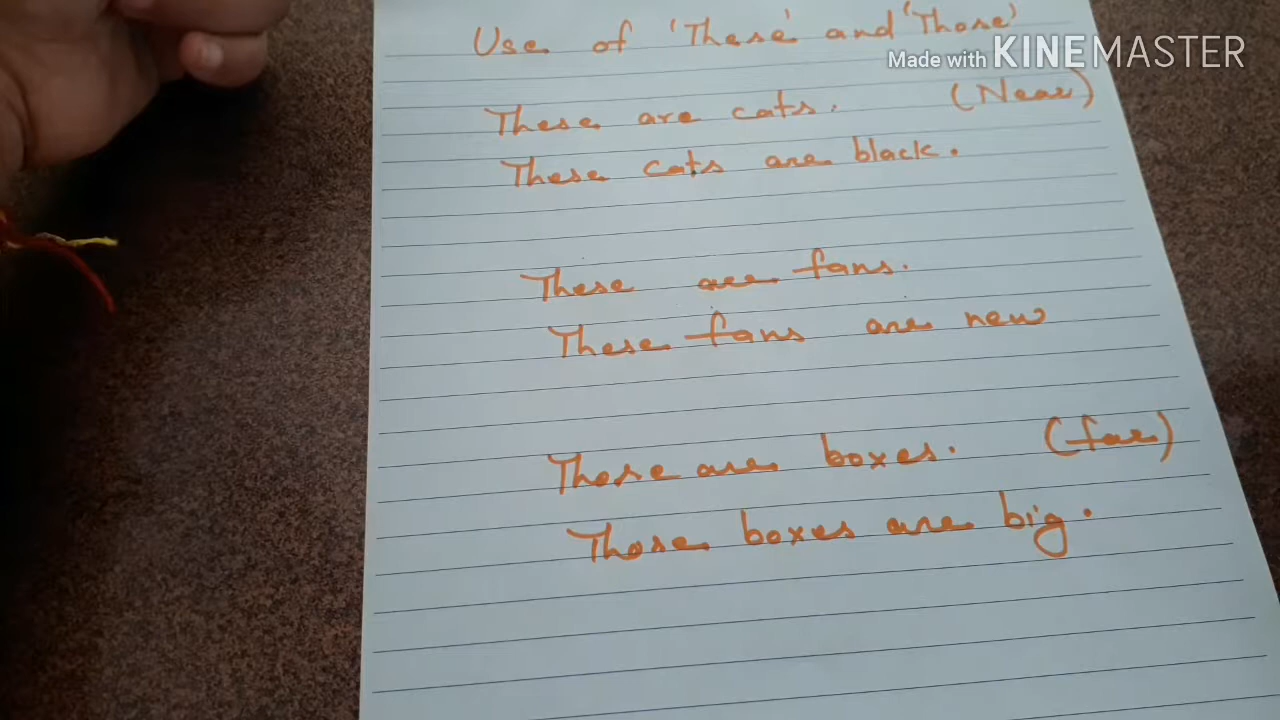 Use of 'These' and 'Those'
Made with KINEMASTER
These are cats. (Near)
These cats are black.
These are fans.
These fans are new
Those are boxes. (far)
Those boxes are big.